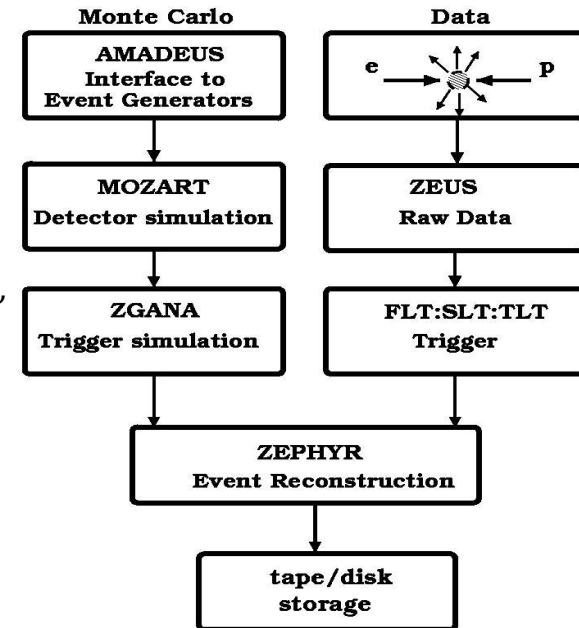 Monte Carlo
AMADEUS
Interface to
Event Generators
MOZART
Detector simulation
,
ZGANA
Trigger simulation
Data
e p
ZEUS
Raw Data
FLT:SLT:TLT
Trigger
ZEPHYR
Event Reconstruction
tape/disk
storage